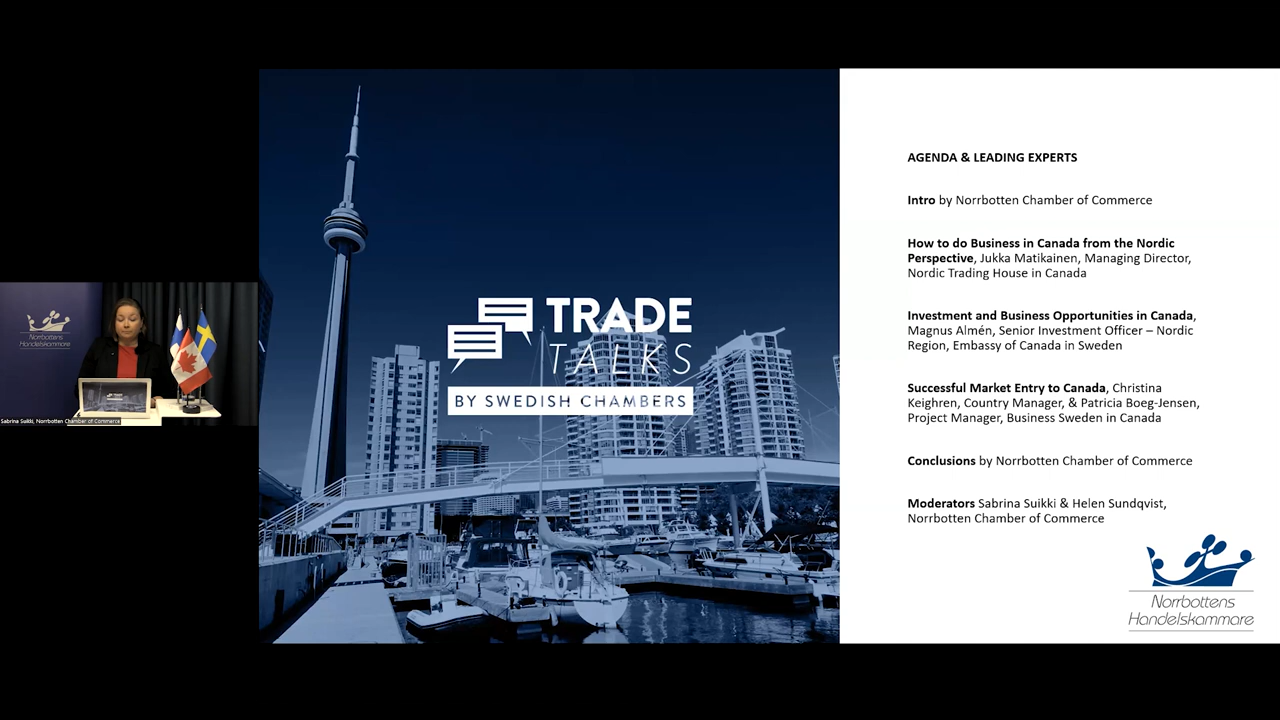 Norrbottens
Handelskammare
Sabrina Suikki, Norrbotten Chamber of Commerce
TRADE
TALKS
BY SWEDISH CHAMBERS
AGENDA & LEADING EXPERTS
Intro by Norrbotten Chamber of Commerce
How to do Business in Canada from the Nordic
Perspective, Jukka Matikainen, Managing Director,
Nordic Trading House in Canada
Investment and Business Opportunities in Canada,
Magnus Almén, Senior Investment Officer – Nordic
Region, Embassy of Canada in Sweden
Successful Market Entry to Canada, Christina
Keighren, Country Manager, & Patricia Boeg-Jensen,
Project Manager, Business Sweden in Canada
Conclusions by Norrbotten Chamber of Commerce
Moderators Sabrina Suikki & Helen Sundqvist,
Norrbotten Chamber of Commerce
Norrbottens
Handelskammare